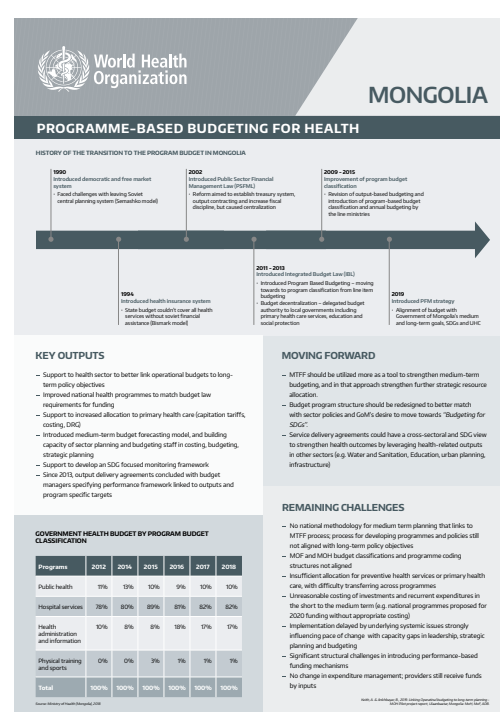 World Health
Organization
MONGOLIA
PROGRAMME-BASED BUDGETING FOR HEALTH
HISTORY OF THE TRANSITION TO THE PROGRAM BUDGET IN MONGOLIA
1990
Introduced democratic and free market
system
• Faced challenges with leaving Soviet
central planning system (Semashko model)
2002
Introduced Public Sector Financial
Management Law (PSFML)
• Reform aimed to establish treasury system,
output contracting and increase fiscal
discipline, but caused centralization
2009 - 2015
Improvement of program budget
classification
• Revision of output-based budgeting and
introduction of program-based budget
classification and annual budgeting by
the line ministries
1994
Introduced health insurance system
• State budget couldn't cover all health
services without soviet financial
assistance (Bismark model)
2011 - 2013
Introduced Integrated Budget Law (IBL)
• Introduced Program Based Budgeting – moving
towards to program classification from line item
budgeting
• Budget decentralization – delegated budget
authority to local governments including
primary health care services, education and
social protection
2019
Introduced PFM strategy
• Alignment of budget with
Government of Mongolia's medium
and long-term goals, SDGs and UHC
KEY OUTPUTS
– Support to health sector to better link operational budgets to long-
term policy objectives
– Improved national health programmes to match budget law
requirements for funding
– Support to increased allocation to primary health care (capitation tariffs,
costing, DRG)
– Introduced medium-term budget forecasting model, and building
capacity of sector planning and budgeting staff in costing, budgeting,
strategic planning
– Support to develop an SDG focused monitoring framework
– Since 2013, output delivery agreements concluded with budget
managers specifying performance framework linked to outputs and
program specific targets
MOVING FORWARD
– MTFF should be utilized more as a tool to strengthen medium-term
budgeting, and in that approach strengthen further strategic resource
allocation.
– Budget program structure should be redesigned to better match
with sector policies and GoM's desire to move towards "Budgeting for
SDGs".
– Service delivery agreements could have a cross-sectoral and SDG view
to strengthen health outcomes by leveraging health-related outputs
in other sectors (e.g. Water and Sanitation, Education, urban planning,
infrastructure)
GOVERNMENT HEALTH BUDGET BY PROGRAM BUDGET
CLASSIFICATION
Programs 2012 2014 2015 2016 2017 2018
Public health 11% 13% 10% 9% 10% 10%
Hospital services 78% 80% 89% 81% 82% 82%
Health
administration
and information 10% 8% 8% 18% 17% 17%
Physical training
and sports 0% 0% 3% 1% 1% 1%
Total 100% 100% 100% 100% 100% 100%
Source: Ministry of Health (Mongolia), 2018
REMAINING CHALLENGES
– No national methodology for medium term planning that links to
MTFF process; process for developing programmes and policies still
not aligned with long-term policy objectives
– MOF and MOH budget classifications and programme coding
structures not aligned
– Insufficient allocation for preventive health services or primary health
care, with difficulty transferring across programmes
– Unreasonable costing of investments and recurrent expenditures in
the short to the medium term (e.g. national programmes proposed for
2020 funding without appropriate costing)
– Implementation delayed by underlying systemic issues strongly
influencing pace of change with capacity gaps in leadership, strategic
planning and budgeting
– Significant structural challenges in introducing performance-based
funding mechanisms
– No change in expenditure management; providers still receive funds
by inputs